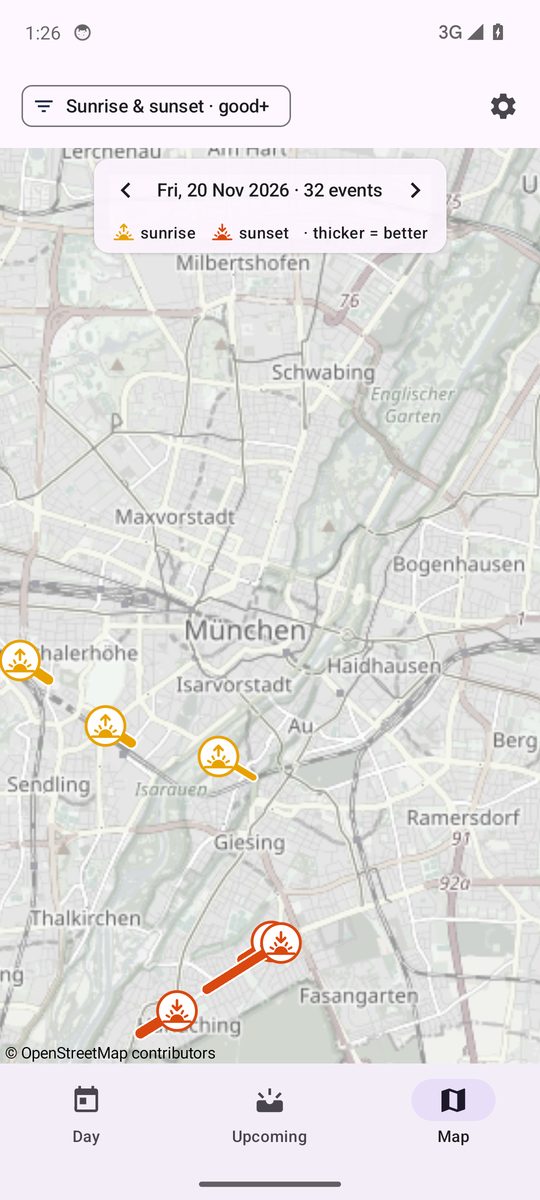 1:26
3G
Sunrise & sunset · good+
Lerchenau
Am Hart
Fri, 20 Nov 2026 · 32 events
75
sunrise
sunset
· thicker = better
Milbertshofen
76
Schwabing
Englischer
Garten
Maxvorstadt
Bogenhausen
1
München
halerhöhe
Haidhausen
Isarvorstadt
Au
Berg
Sendling
Isarauen
Ramersdorf
Giesing
91
92a
Thalkirchen
ng
Fasangarten
ching
© OpenStreetMap contributors
Day
Upcoming
Map